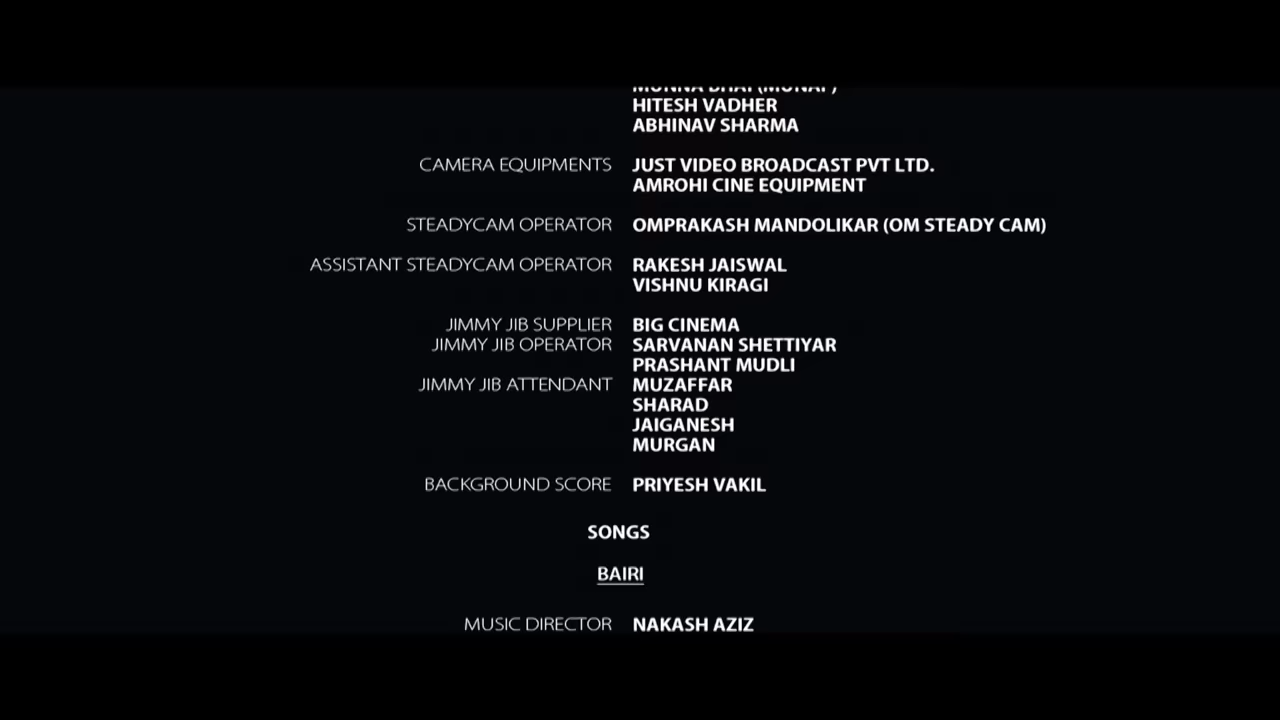 HITESH VADHER
ABHINAV SHARMA
CAMERA EQUIPMENTS JUST VIDEO BROADCAST PVT LTD.
AMROHI CINE EQUIPMENT
STEADYCAM OPERATOR OMPRAKASH MANDOLIKAR (OM STEADY CAM)
ASSISTANT STEADYCAM OPERATOR RAKESH JAISWAL
VISHNU KIRAGI
JIMMY JIB SUPPLIER BIG CINEMA
JIMMY JIB OPERATOR SARVANAN SHETTIYAR
PRASHANT MUDLI
JIMMY JIB ATTENDANT MUZAFFAR
SHARAD
JAIGANESH
MURGAN
BACKGROUND SCORE PRIYESH VAKIL
SONGS
BAIRI
MUSIC DIRECTOR NAKASH AZIZ